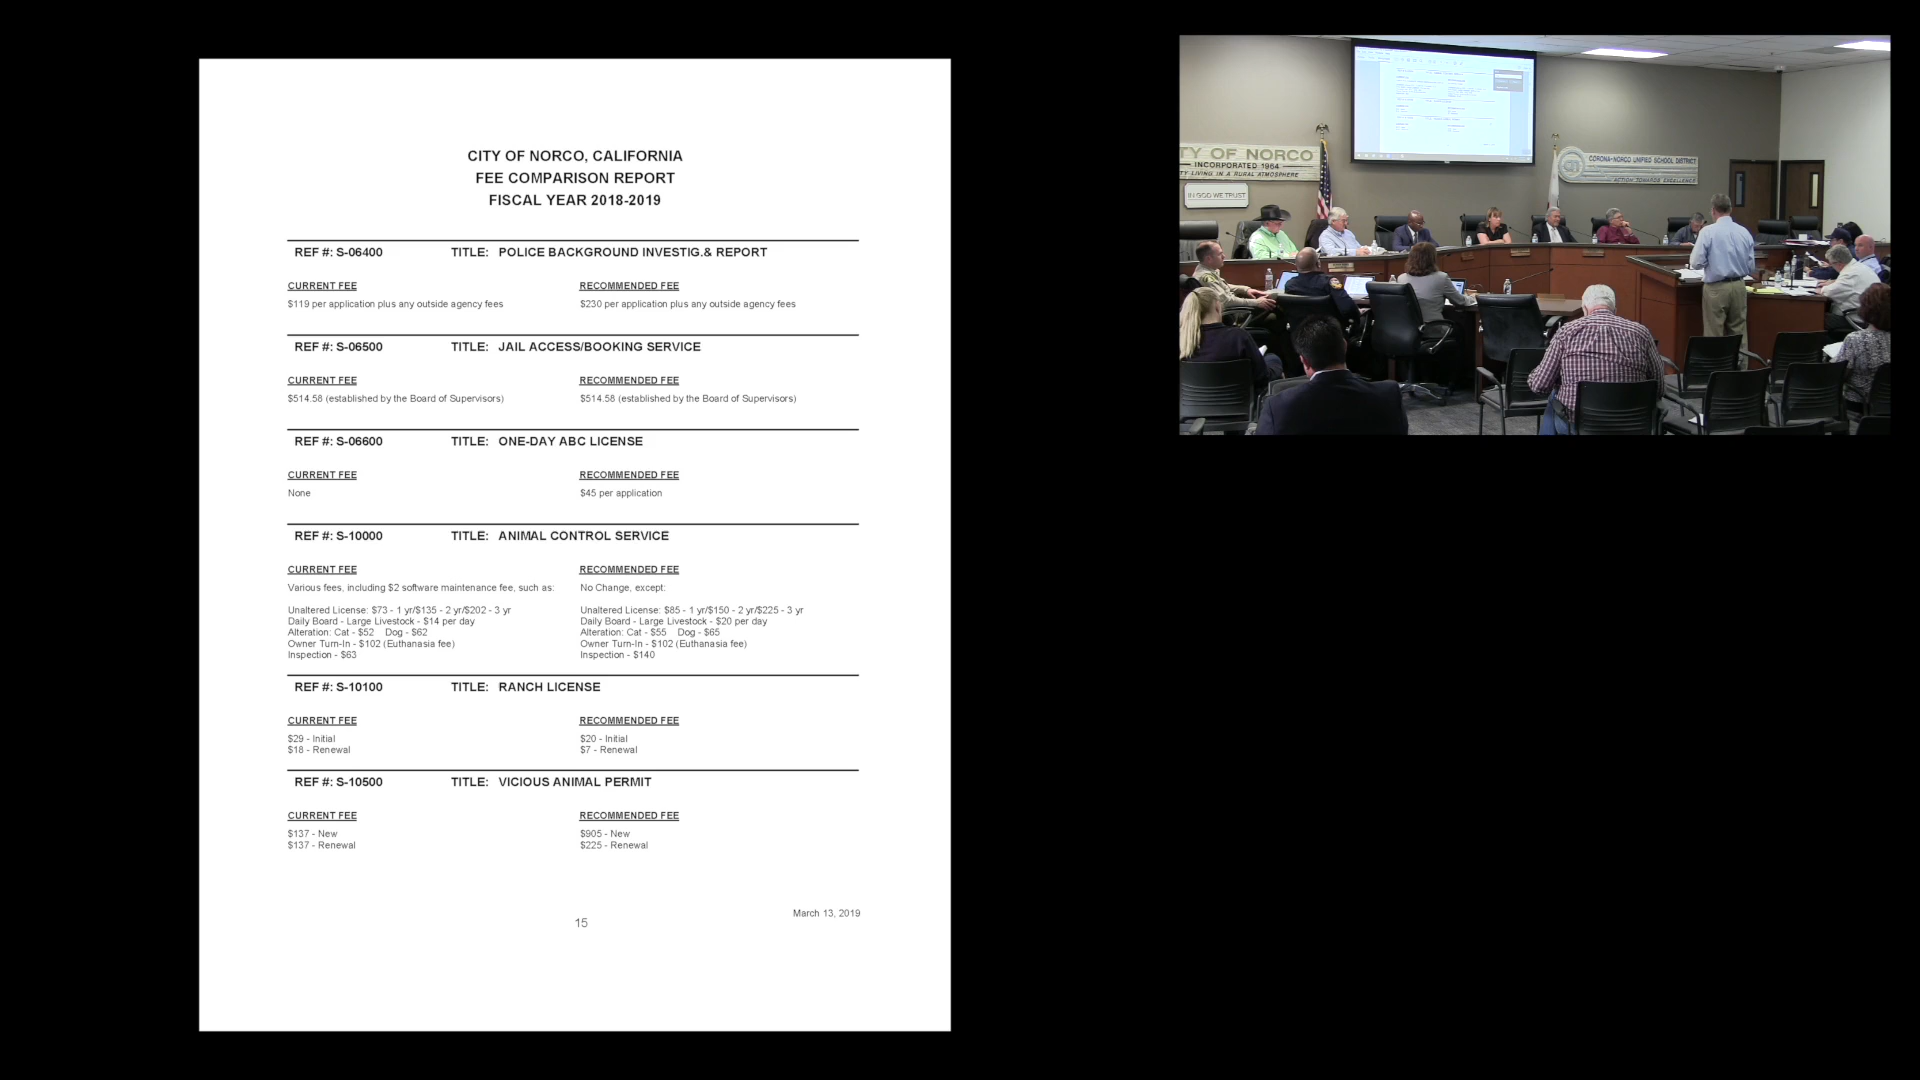 CITY OF NORCO, CALIFORNIA
FEE COMPARISON REPORT
FISCAL YEAR 2018-2019
REF #: S-06400 TITLE: POLICE BACKGROUND INVESTIG.& REPORT
CURRENT FEE RECOMMENDED FEE
$119 per application plus any outside agency fees $230 per application plus any outside agency fees
REF #: S-06500 TITLE: JAIL ACCESS/BOOKING SERVICE
CURRENT FEE RECOMMENDED FEE
$514.58 (established by the Board of Supervisors) $514.58 (established by the Board of Supervisors)
REF #: S-06600 TITLE: ONE-DAY ABC LICENSE
CURRENT FEE RECOMMENDED FEE
None $45 per application
REF #: S-10000 TITLE: ANIMAL CONTROL SERVICE
CURRENT FEE RECOMMENDED FEE
Various fees, including $2 software maintenance fee, such as: No Change, except:
Unaltered License: $73 - 1 yr/$135 - 2 yr/$202 - 3 yr Unaltered License: $85 - 1 yr/$150 - 2 yr/$225 - 3 yr
Daily Board - Large Livestock - $14 per day Daily Board - Large Livestock - $20 per day
Alteration: Cat - $52 Dog - $62 Alteration: Cat - $55 Dog - $65
Owner Turn-In - $102 (Euthanasia fee) Owner Turn-In - $102 (Euthanasia fee)
Inspection - $63 Inspection - $140
REF #: S-10100 TITLE: RANCH LICENSE
CURRENT FEE RECOMMENDED FEE
$29 - Initial $20 - Initial
$18 - Renewal $7 - Renewal
REF #: S-10500 TITLE: VICIOUS ANIMAL PERMIT
CURRENT FEE RECOMMENDED FEE
$137 - New $905 - New
$137 - Renewal $225 - Renewal
March 13, 2019
15
TY OF NORCO
INCORPORATED 1964
TY LIVING IN A RURAL ATMOSPHERE
IN GOD WE TRUST
CORONA-NORCO UNIFIED SCHOOL DISTRICT
ACTION TOWARDS EXCELLENCE